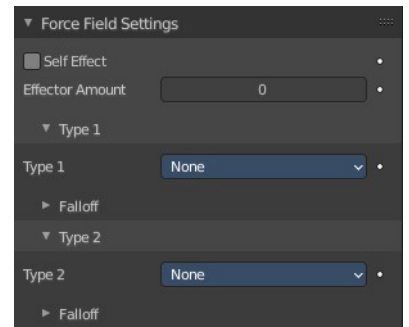 Force Field Settings
Self Effect
Effector Amount 0
Type 1
Type 1 None
Falloff
Type 2
Type 2 None
Falloff